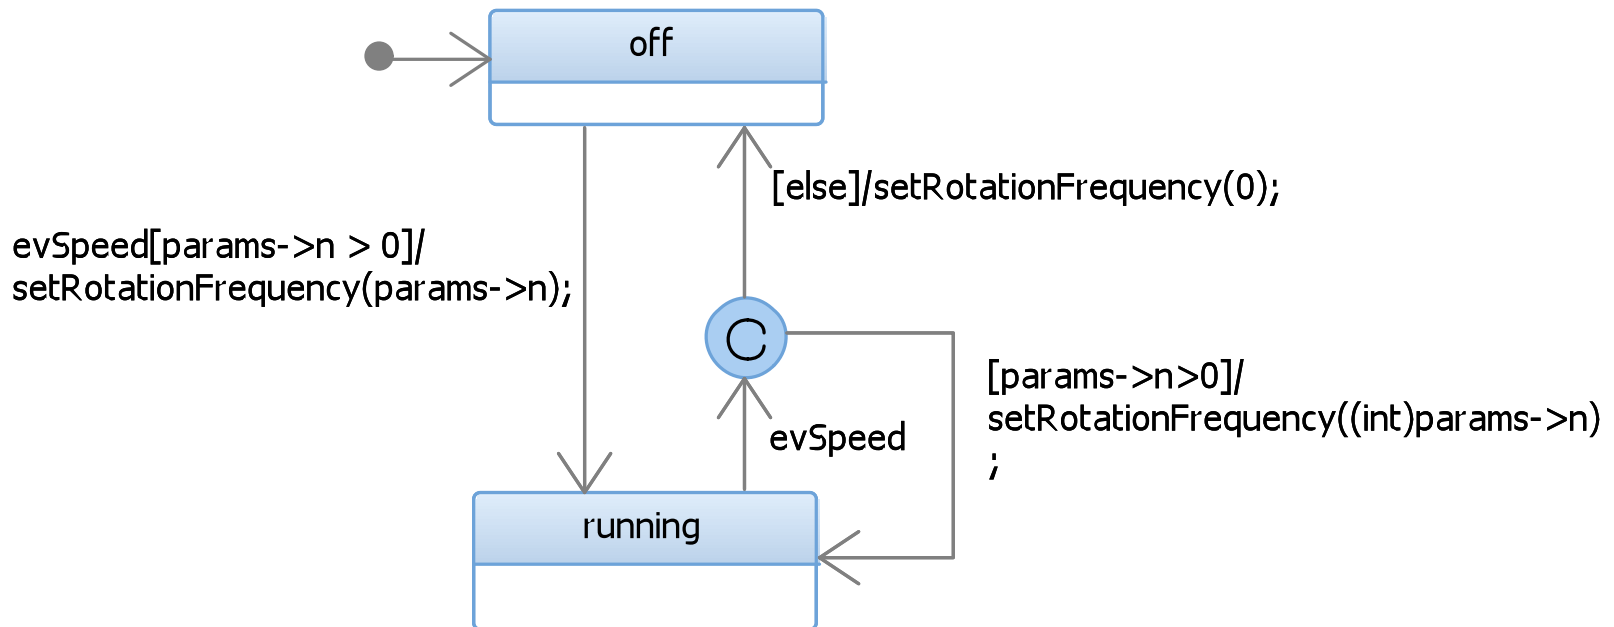 off
[else]/setRotationFrequency(0);
evSpeed[params->n > 0]/
setRotationFrequency(params->n);
C
[params->n>0]/
setRotationFrequency((int)params->n)
;
evSpeed
running